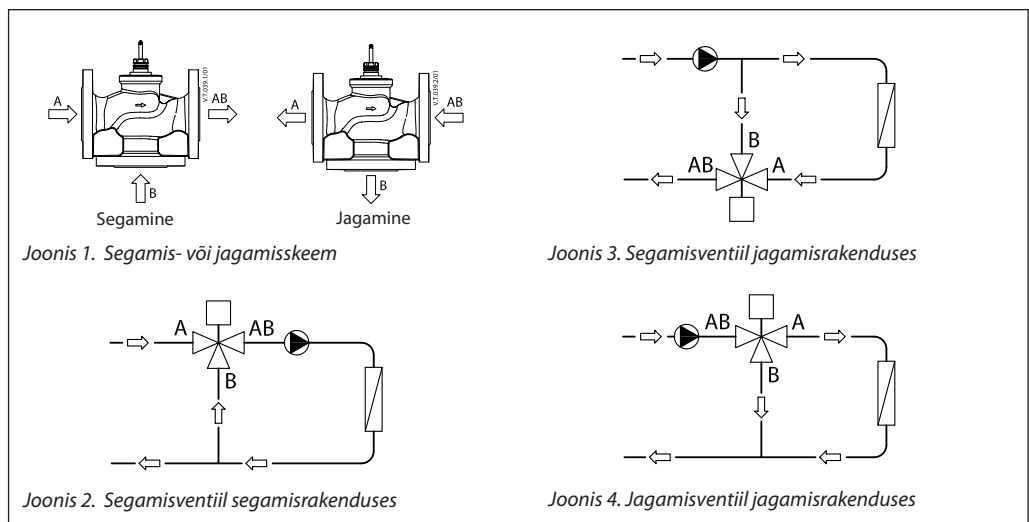 A
AB
V.T.039.1/01
B
Segamine
A
AB
V.T.039.2/01
B
Jagamine
Joonis 1. Segamis- või jagamisskeem
B
AB
A
Joonis 3. Segamisventiil jagamisrakenduses
A
AB
B
Joonis 2. Segamisventiil segamisrakenduses
AB
A
B
Joonis 4. Jagamisventiil jagamisrakenduses